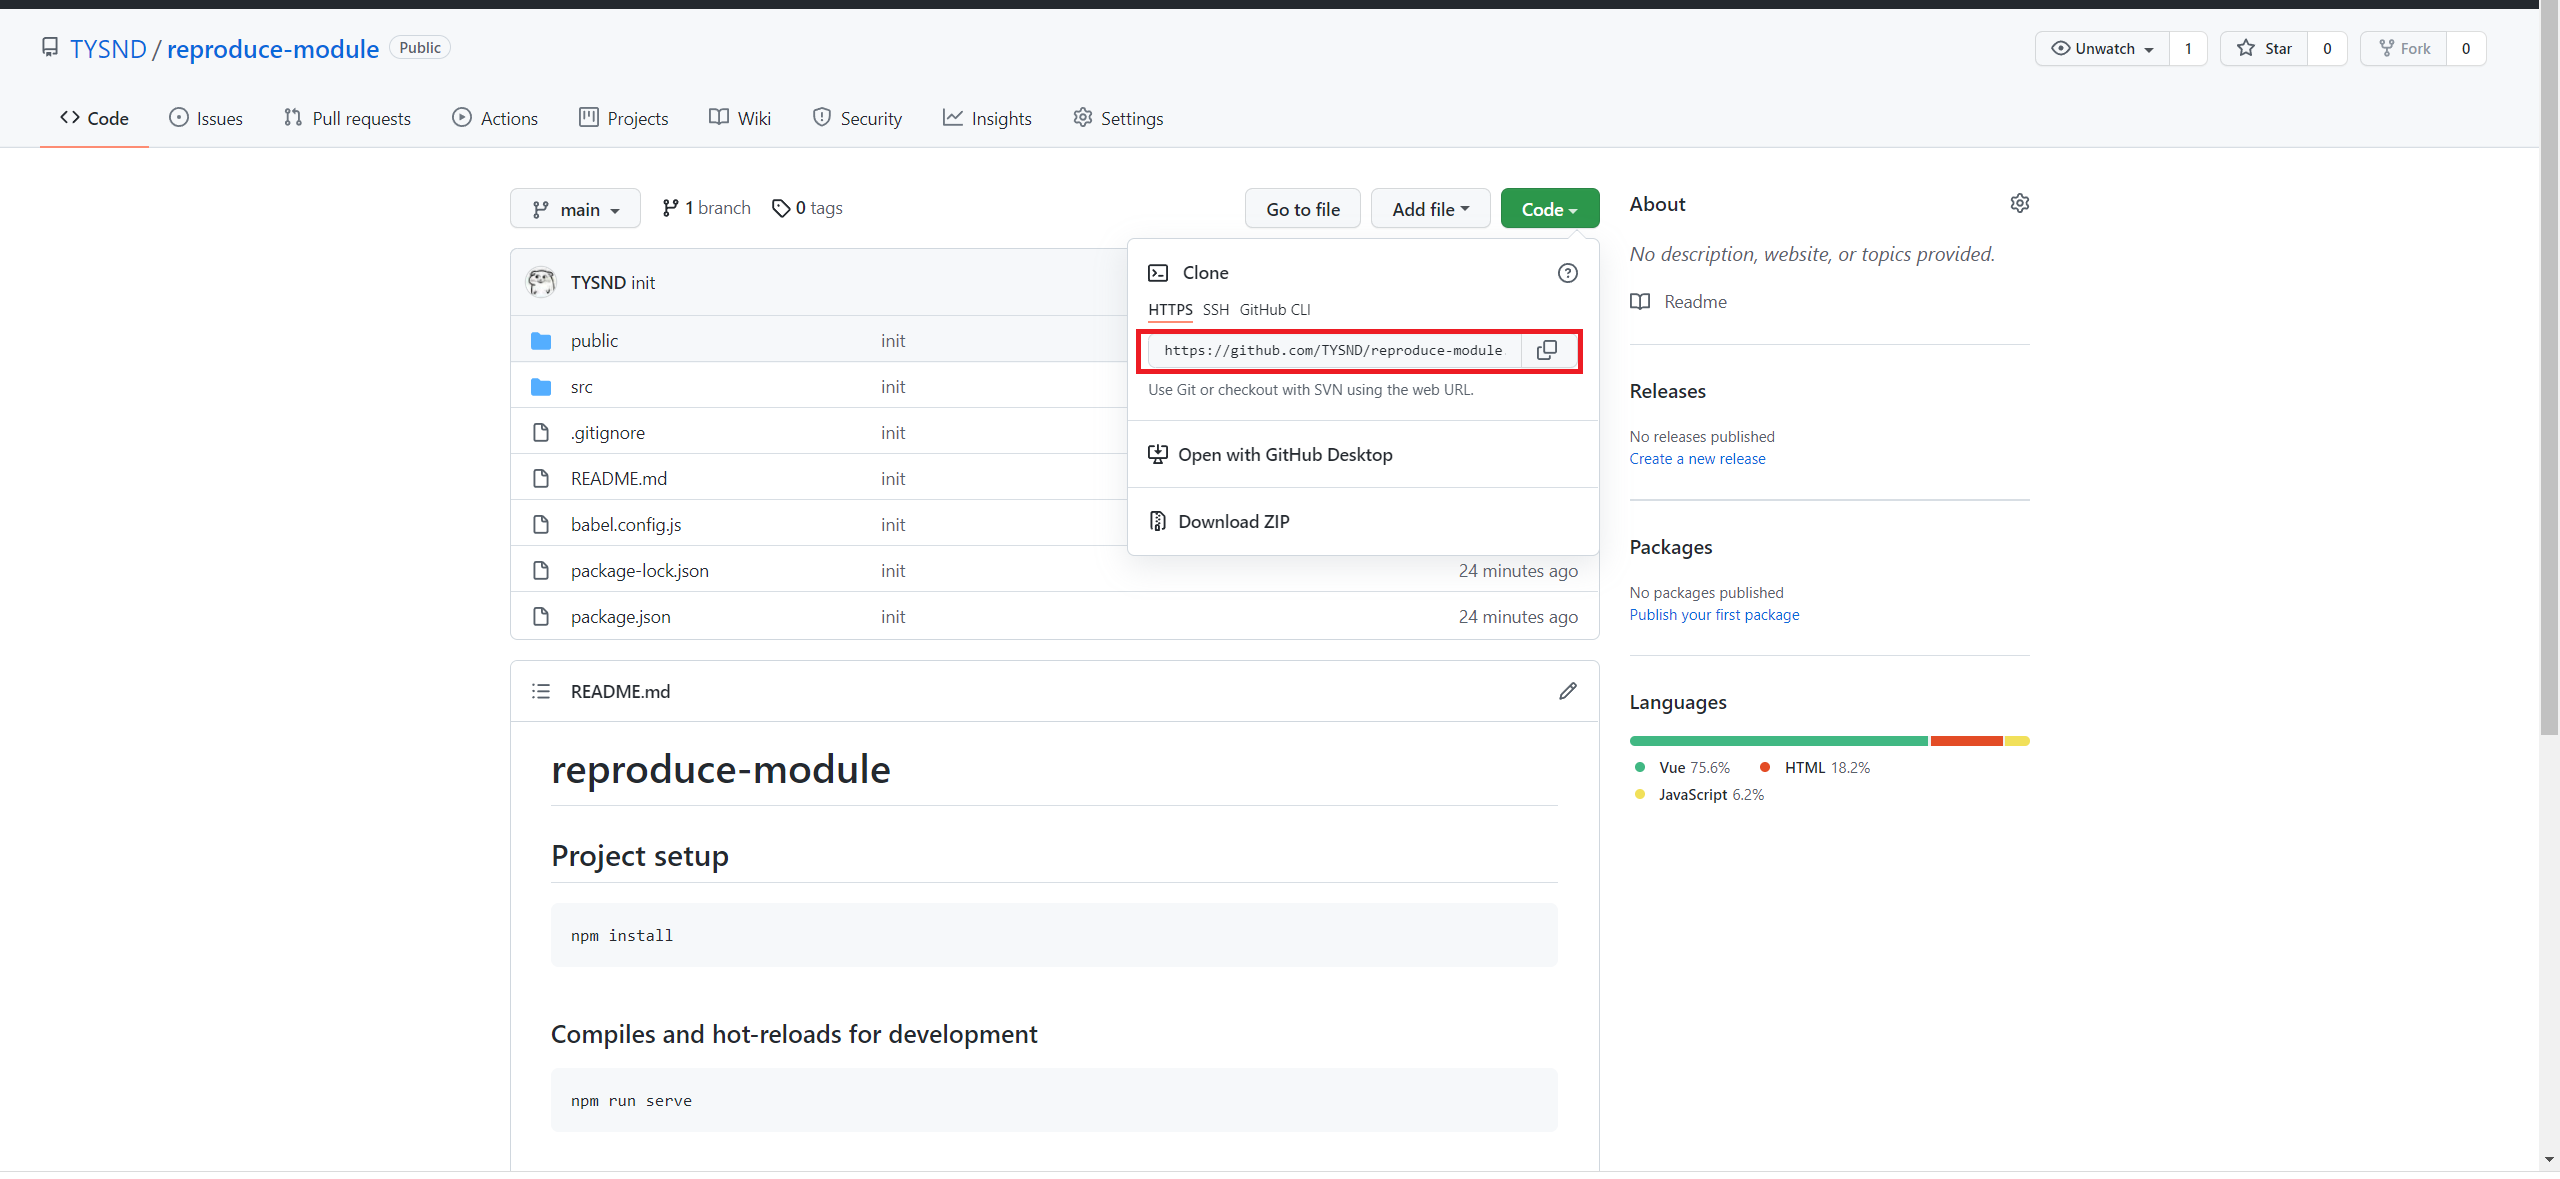 TYSND / reproduce-module Public
Unwatch 1 Star 0 Fork 0
Code Issues Pull requests Actions Projects Wiki Security Insights Settings
main 1 branch 0 tags Go to file Add file Code
TYSND init
public init
src init
.gitignore init
README.md init
babel.config.js init
package-lock.json init 24 minutes ago
package.json init 24 minutes ago
Clone
HTTPS SSH GitHub CLI
https://github.com/TYSND/reproduce-module
Use Git or checkout with SVN using the web URL.
Open with GitHub Desktop
Download ZIP
README.md
reproduce-module
Project setup
npm install
Compiles and hot-reloads for development
npm run serve
About
No description, website, or topics provided.
Readme
Releases
No releases published
Create a new release
Packages
No packages published
Publish your first package
Languages
Vue 75.6% HTML 18.2%
JavaScript 6.2%